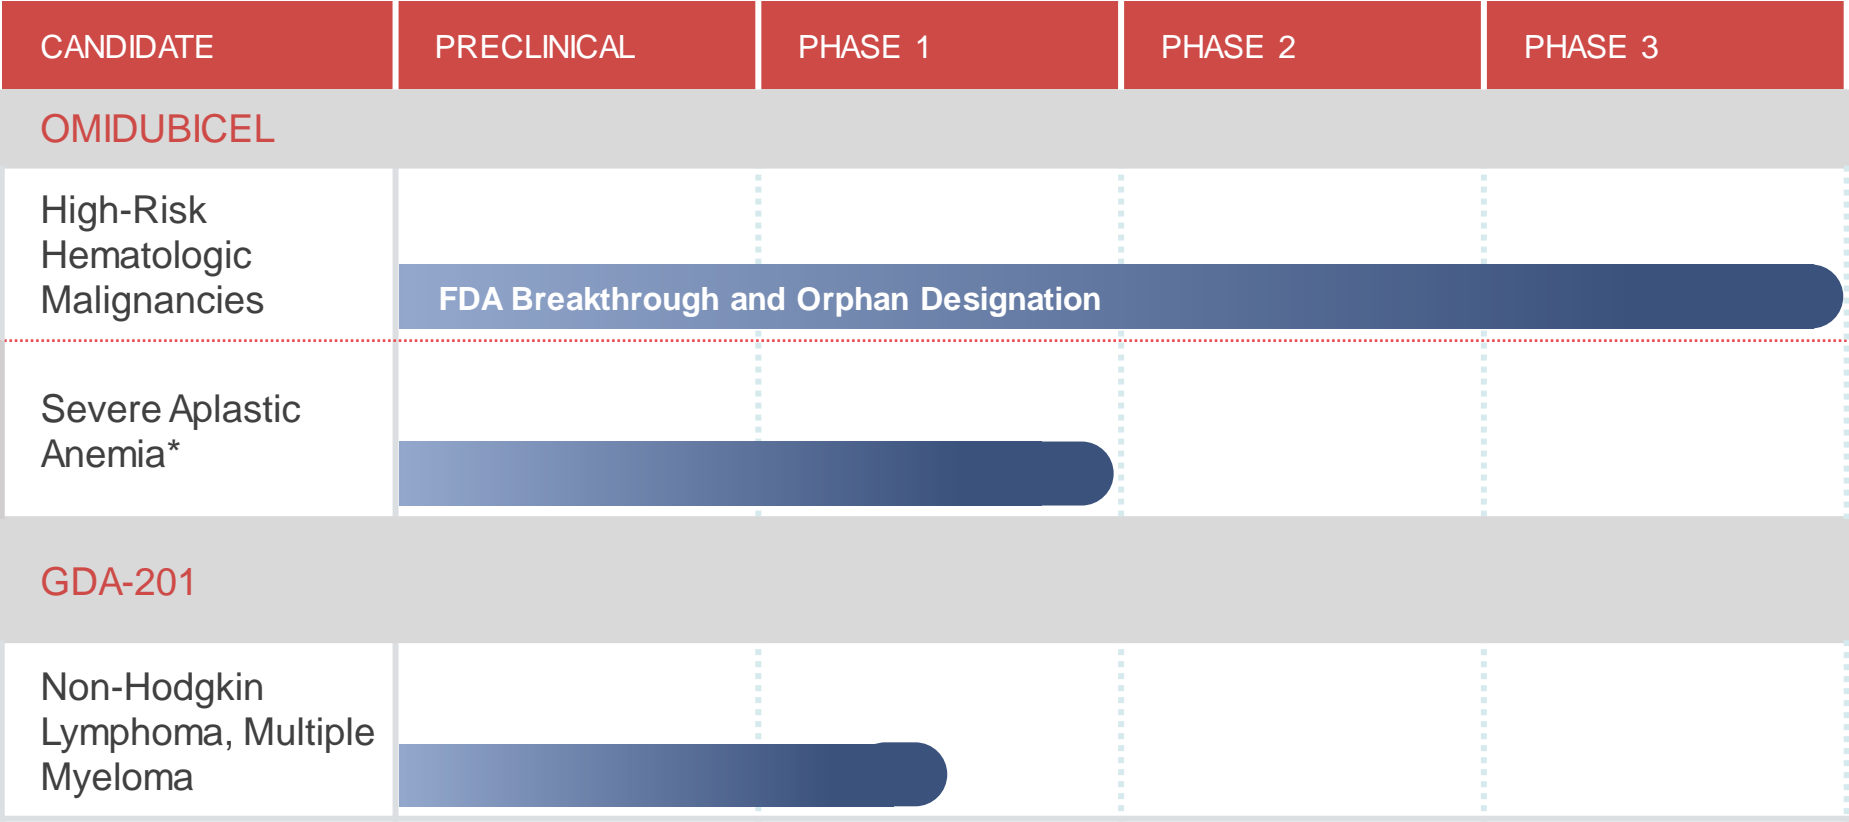 CANDIDATE PRECLINICAL PHASE 1 PHASE 2 PHASE 3
OMIDUBICEL
High-Risk
Hematologic
Malignancies
FDA Breakthrough and Orphan Designation
Severe Aplastic
Anemia*
GDA-201
Non-Hodgkin
Lymphoma, Multiple
Myeloma